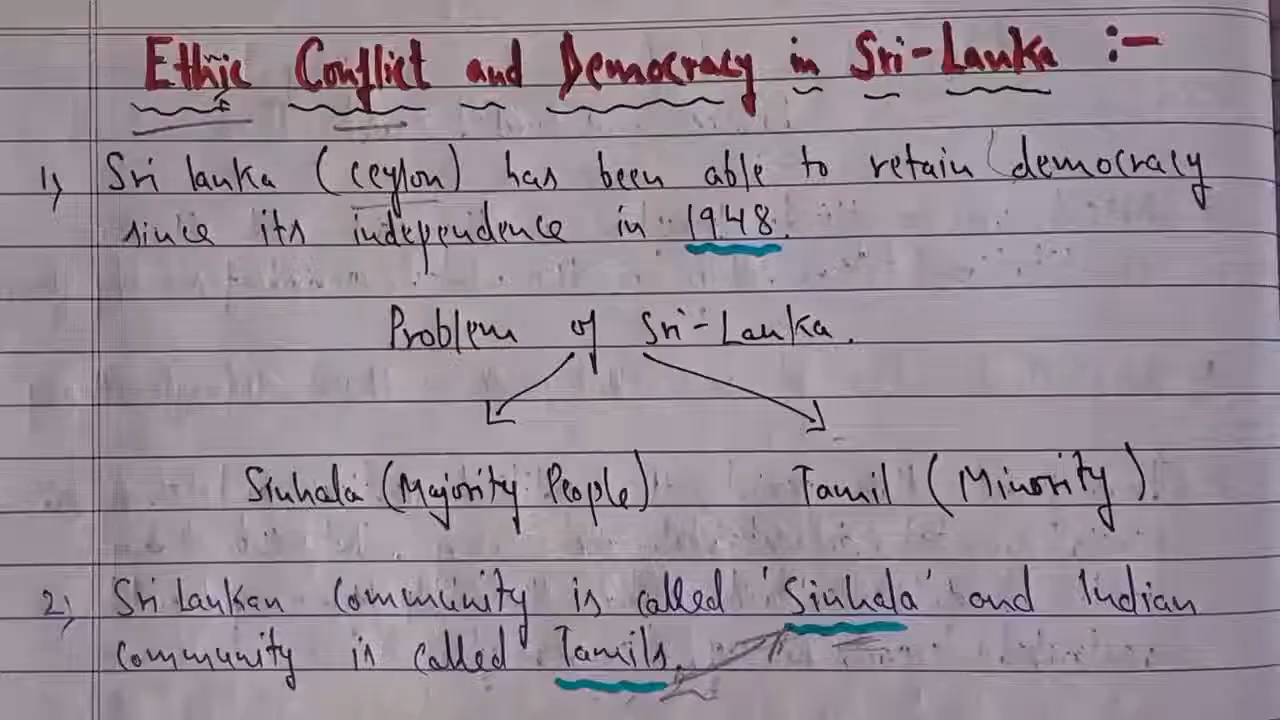 Ethic Conflict and Democracy in Sri-Lanka :-
1) Sri lanka (ceylon) has been able to retain democracy
since its independence in 1948.
Problem of Sri-Lanka.
Sinhala (Majority People) Tamil (Minority).
2) Sri lankan community is called 'Sinhala' and Indian
community is called Tamils.